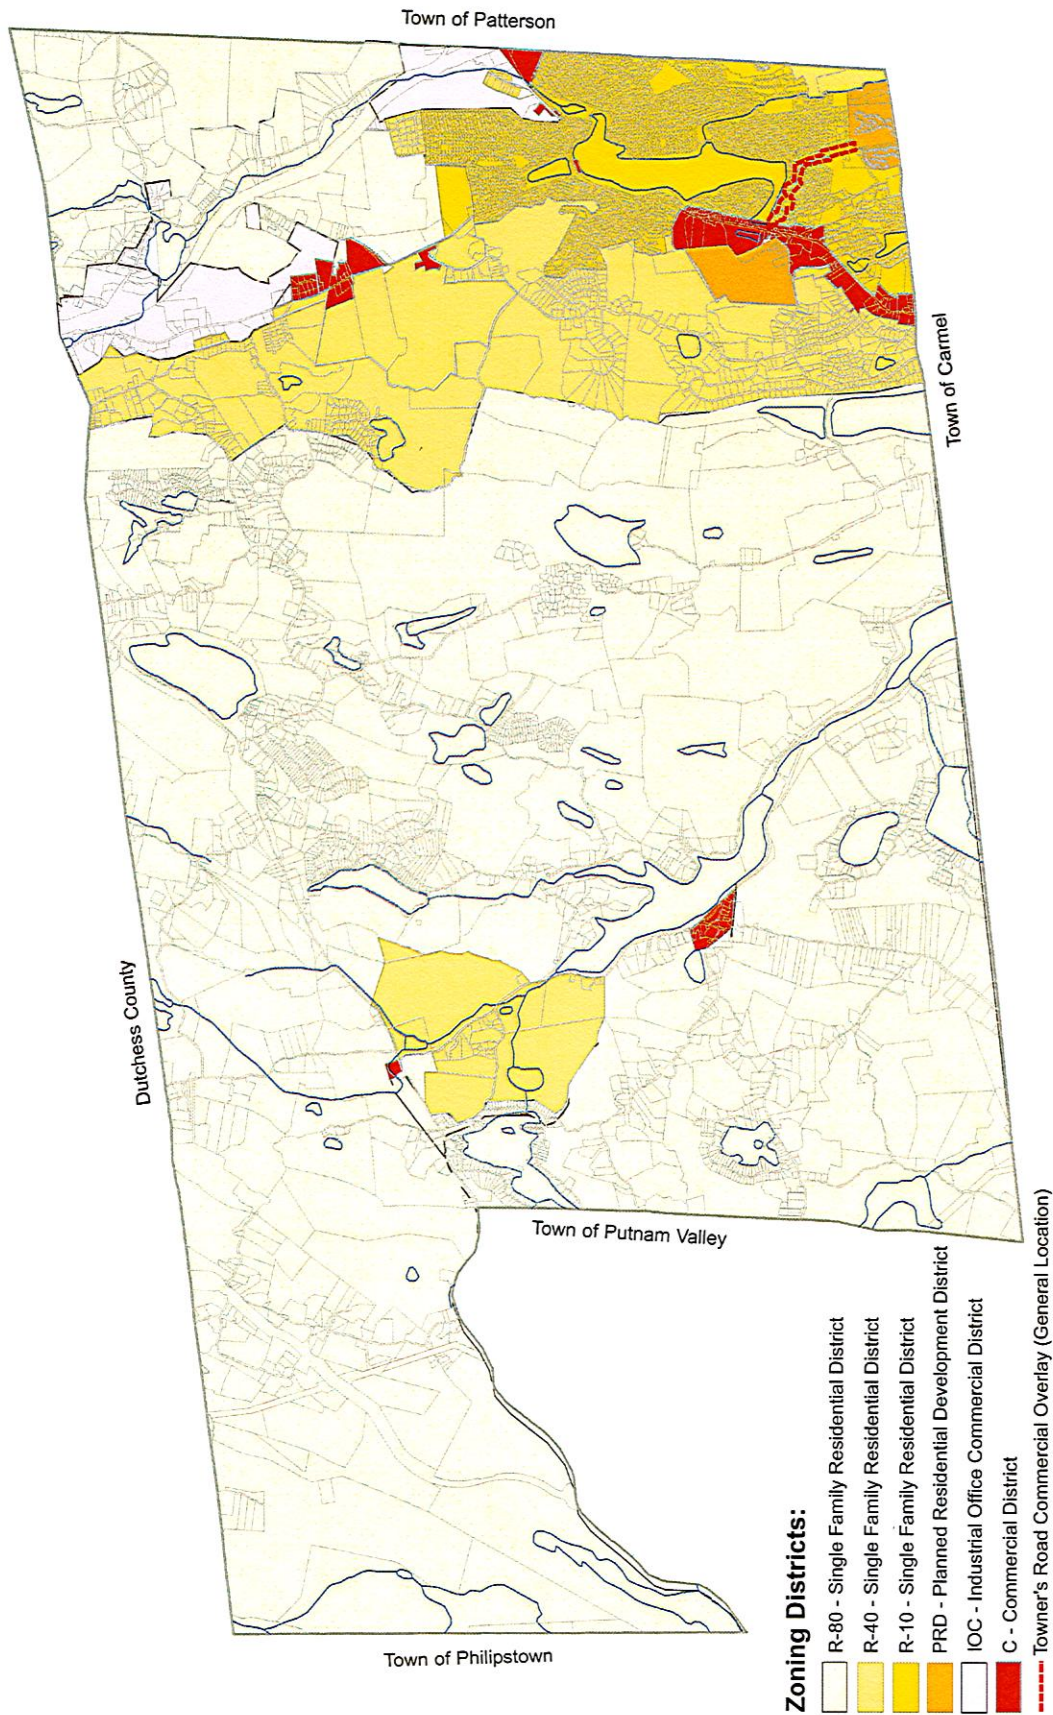 Town of Patterson
Town of Carmel
Dutchess County
Town of Putnam Valley
Town of Philipstown
Zoning Districts:
R-80 - Single Family Residential District
R-40 - Single Family Residential District
R-10 - Single Family Residential District
PRD - Planned Residential Development District
IOC - Industrial Office Commercial District
C - Commercial District
Towner's Road Commercial Overlay (General Location)